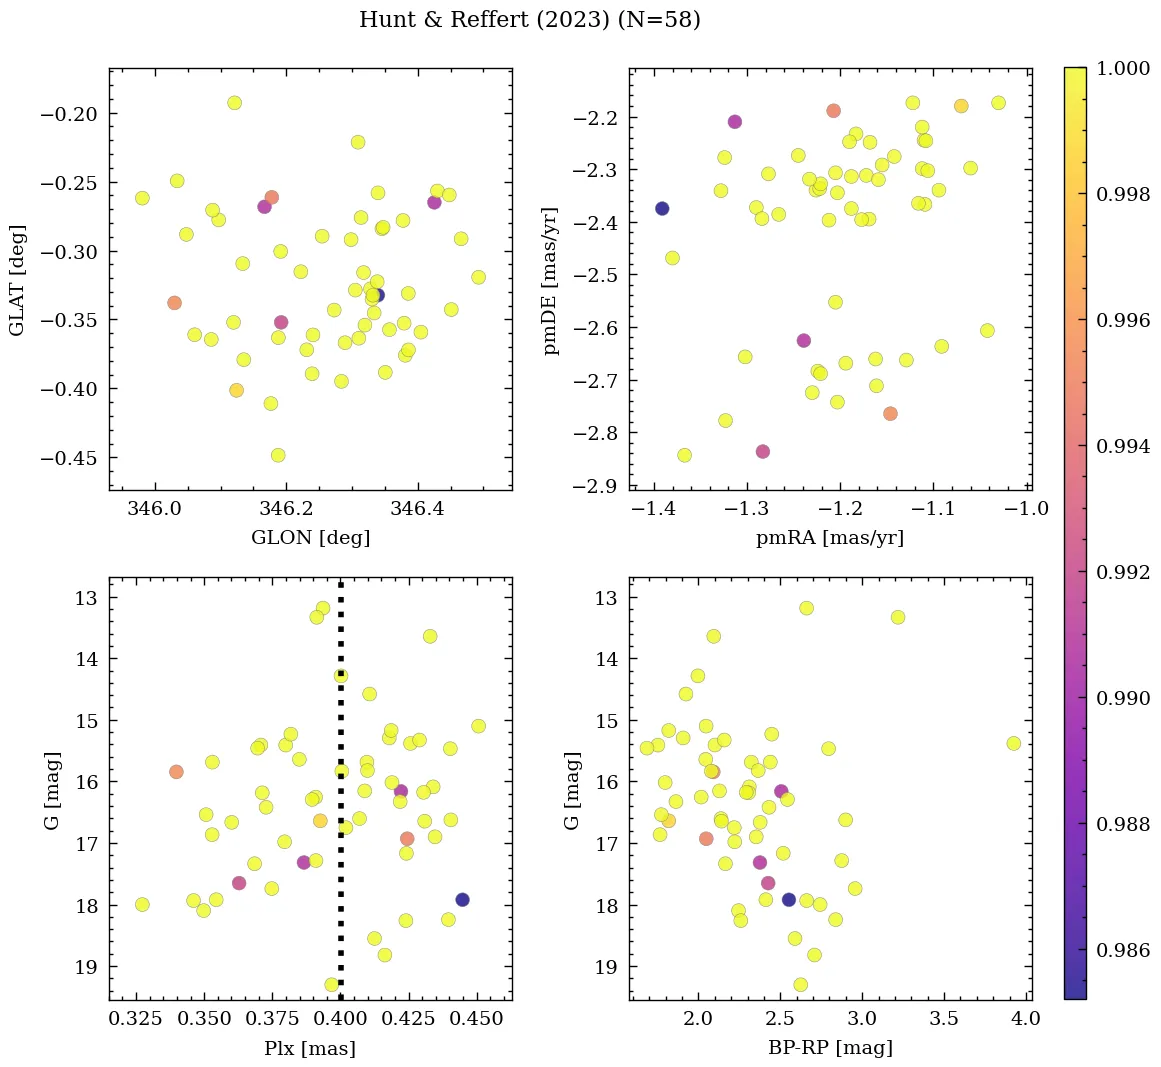 Hunt & Reffert (2023) (N=58)
−0.20
−0.25
−0.30
−0.35
−0.40
−0.45
GLAT [deg]
346.0 346.2 346.4
GLON [deg]
−2.2
−2.3
−2.4
−2.5
−2.6
−2.7
−2.8
−2.9
pmDE [mas/yr]
−1.4 −1.3 −1.2 −1.1 −1.0
pmRA [mas/yr]
13
14
15
16
17
18
19
G [mag]
0.325 0.350 0.375 0.400 0.425 0.450
Plx [mas]
13
14
15
16
17
18
19
G [mag]
2.0 2.5 3.0 3.5 4.0
BP-RP [mag]
1.000
0.998
0.996
0.994
0.992
0.990
0.988
0.986